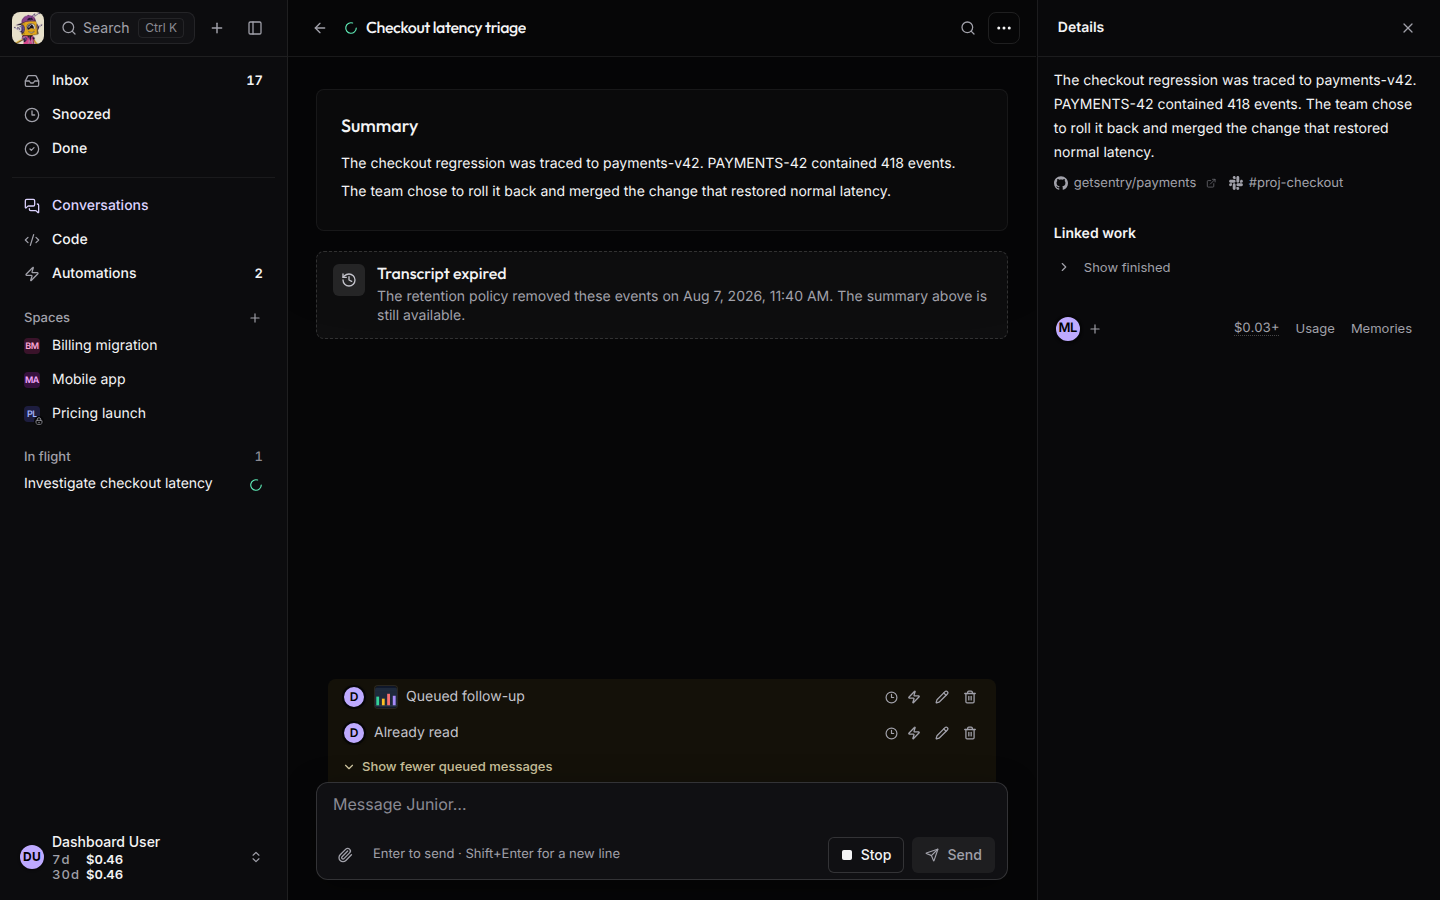 Search Ctrl K
Inbox 17
Snoozed
Done
Conversations
Code
Automations 2
Spaces
BM Billing migration
MA Mobile app
PL Pricing launch
In flight 1
Investigate checkout latency
DU Dashboard User
7d $0.46
30d $0.46
Checkout latency triage
Summary
The checkout regression was traced to payments-v42. PAYMENTS-42 contained 418 events.
The team chose to roll it back and merged the change that restored normal latency.
Transcript expired
The retention policy removed these events on Aug 7, 2026, 11:40 AM. The summary above is
still available.
D Queued follow-up
D Already read
Show fewer queued messages
Message Junior...
Enter to send · Shift+Enter for a new line
Stop
Send
Details
The checkout regression was traced to payments-v42.
PAYMENTS-42 contained 418 events. The team chose
to roll it back and merged the change that restored
normal latency.
getsentry/payments #proj-checkout
Linked work
Show finished
ML $0.03+ Usage Memories